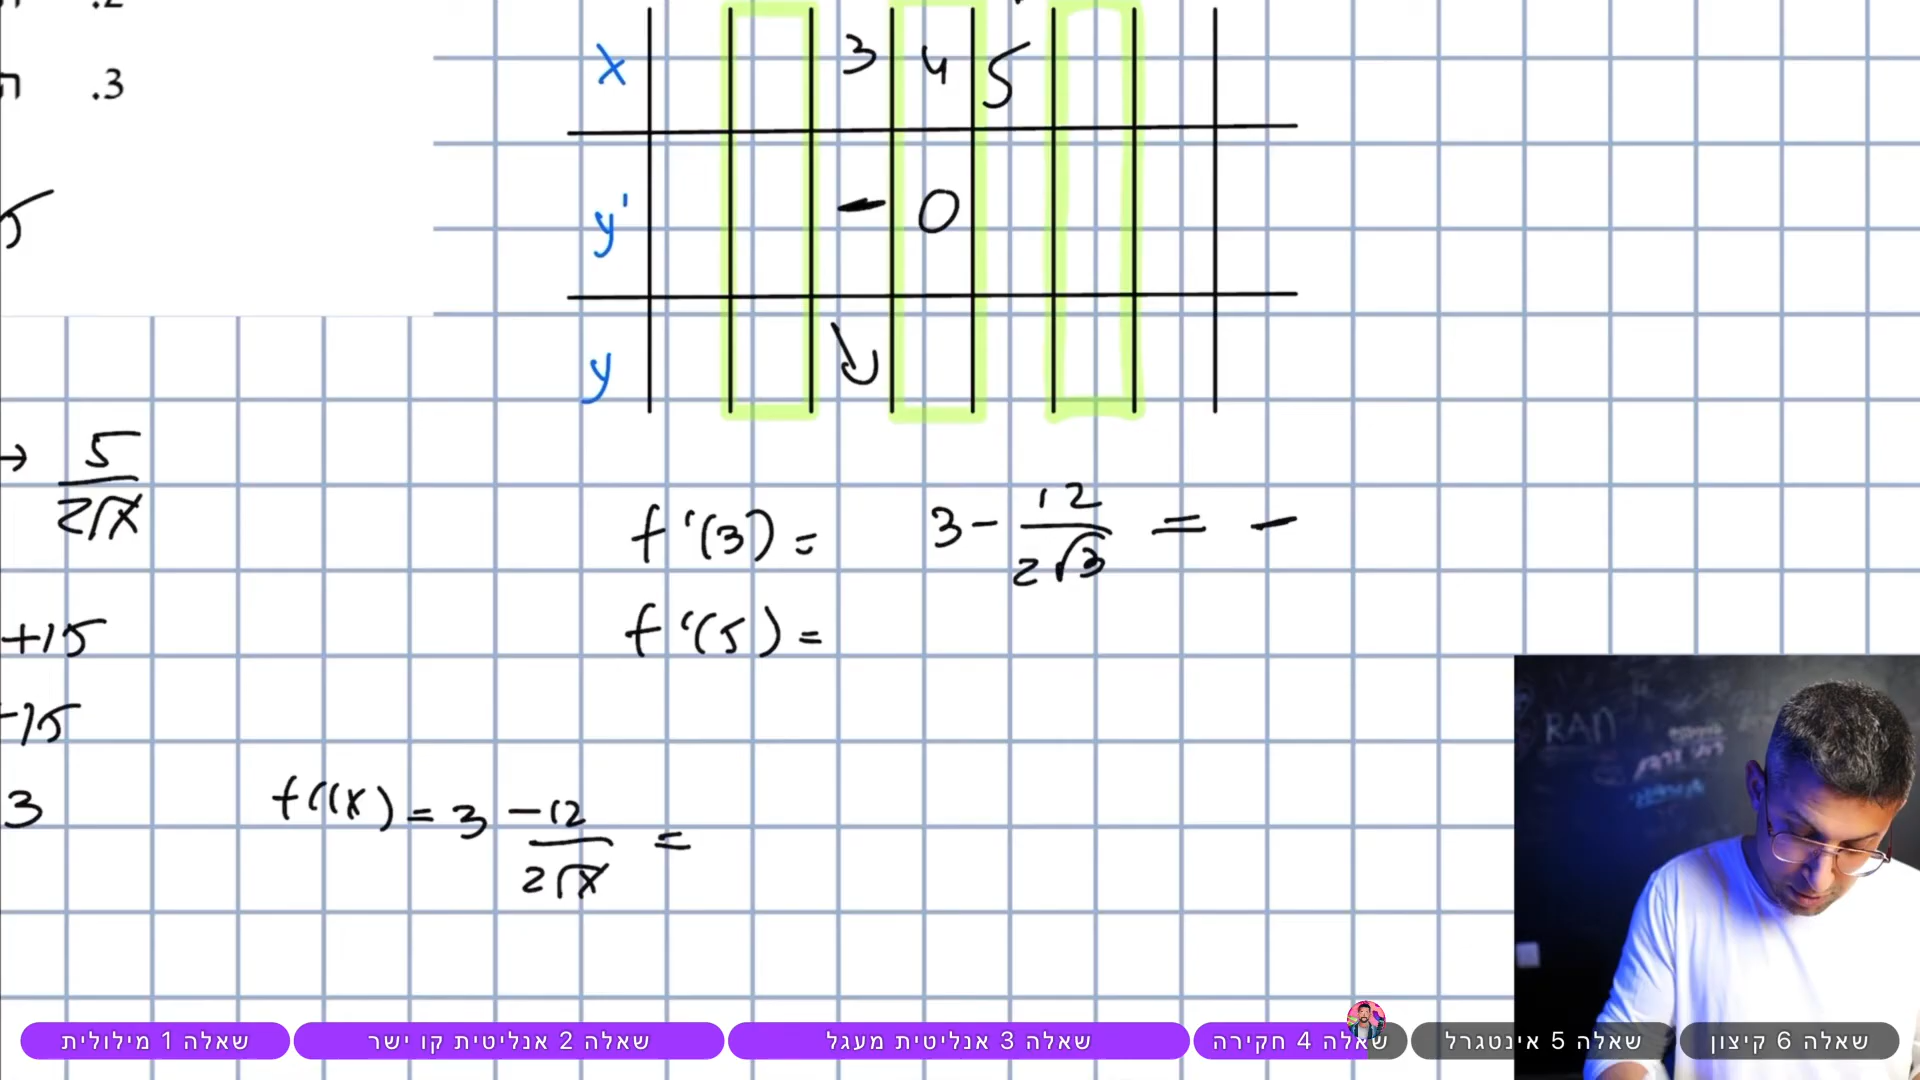 .3
x 3 4 5
y' - 0
y ↘
→ 5/2√x
f'(3) = 3 - 12/2√3 = -
+15
f'(5) =
-15
3
f'(x) = 3 - 12/2√x =
RAN
שאלה 1 מילולית
שאלה 2 אנליטית קו ישר
שאלה 3 אנליטית מעגל
שאלה 4 חקירה
שאלה 5 אינטגרל
שאלה 6 קיצון